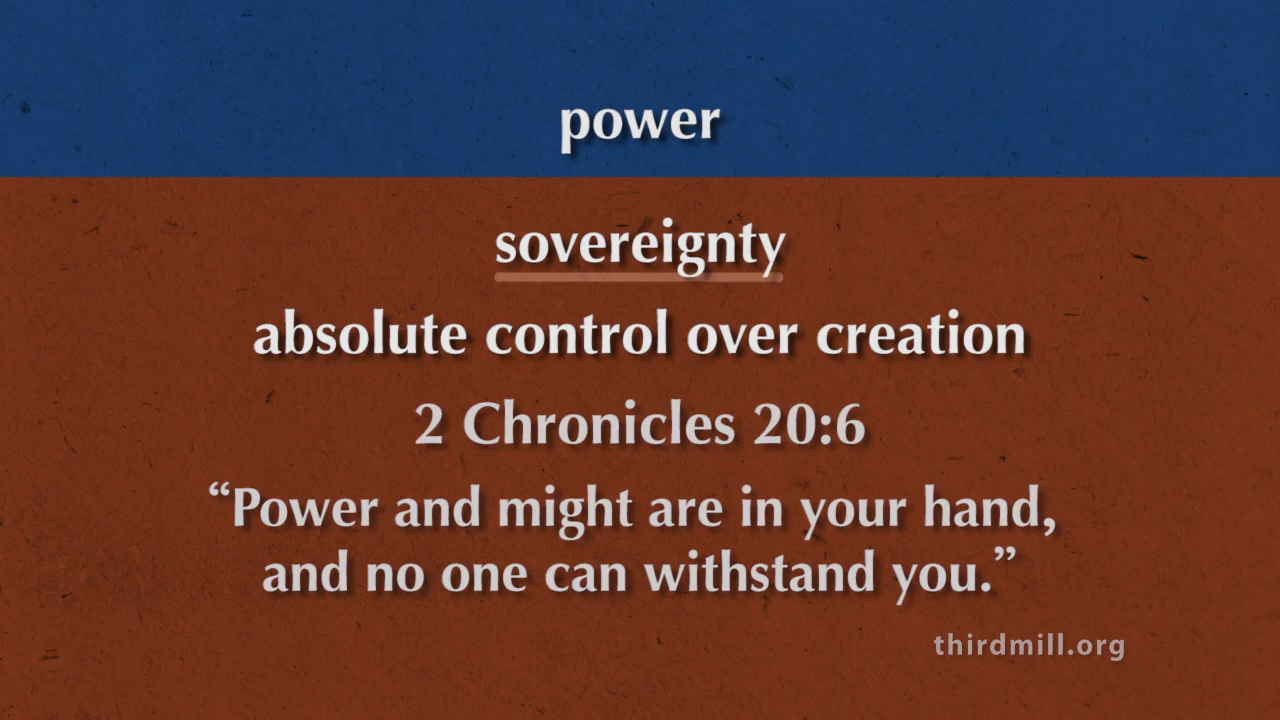 power
sovereignty
absolute control over creation
2 Chronicles 20:6
“Power and might are in your hand,
and no one can withstand you.”
thirdmill.org